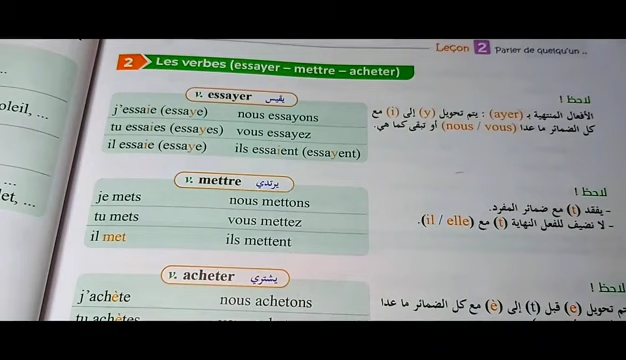 Leçon 2 Parler de quelqu'un ..
2 Les verbes (essayer – mettre – acheter)
v. essayer يقيس
j'essaie (essaye) nous essayons
tu essaies (essayes) vous essayez
il essaie (essaye) ils essaient (essayent)
لاحظ !
الأفعال المنتهية بـ (ayer) : يتم تحويل (y) إلى (i) مع
كل الضمائر ما عدا (nous / vous) أو تبقى كما هي.
v. mettre يرتدي
je mets nous mettons
tu mets vous mettez
il met ils mettent
لاحظ !
- يفقد (t) مع ضمائر المفرد.
- لا تضيف للفعل النهاية (t) مع (il / elle).
v. acheter يشتري
j'achète nous achetons
tu achètes
لاحظ !
تحويل (e) قبل (t) إلى (è) مع كل الضمائر ما عدا
...
oleil, ...
...
let, ...